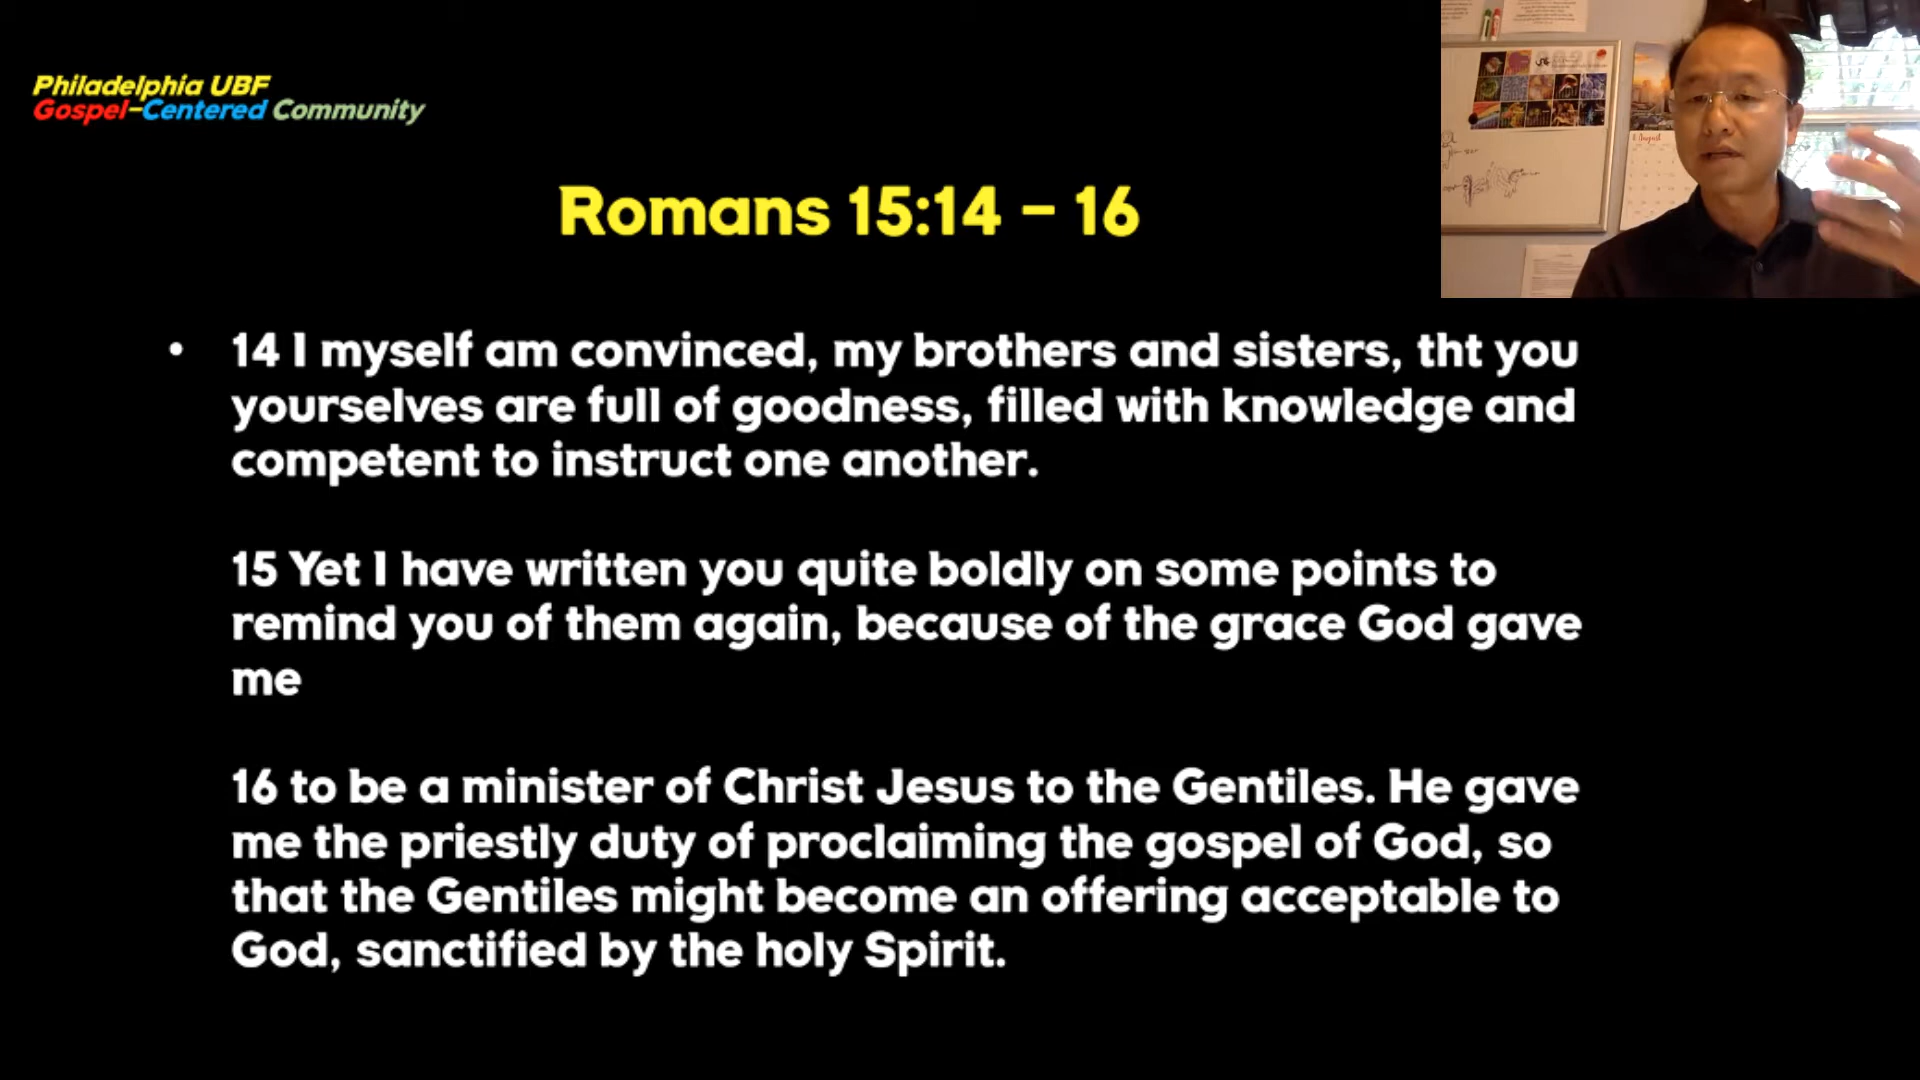 Philadelphia UBF
Gospel-Centered Community
Romans 15:14 – 16
• 14 I myself am convinced, my brothers and sisters, tht you
yourselves are full of goodness, filled with knowledge and
competent to instruct one another.
15 Yet I have written you quite boldly on some points to
remind you of them again, because of the grace God gave
me
16 to be a minister of Christ Jesus to the Gentiles. He gave
me the priestly duty of proclaiming the gospel of God, so
that the Gentiles might become an offering acceptable to
God, sanctified by the holy Spirit.
August